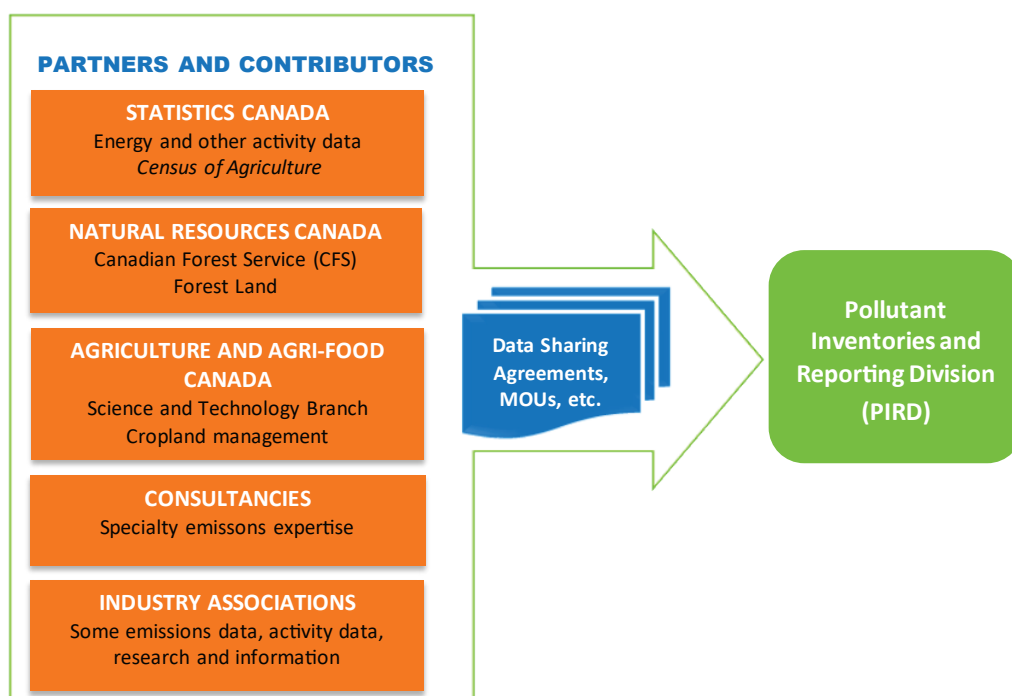 PARTNERS AND CONTRIBUTORS
STATISTICS CANADA
Energy and other activity data
Census of Agriculture
NATURAL RESOURCES CANADA
Canadian Forest Service (CFS)
Forest Land
AGRICULTURE AND AGRI-FOOD
CANADA
Science and Technology Branch
Cropland management
CONSULTANCIES
Specialty emissons expertise
INDUSTRY ASSOCIATIONS
Some emissions data, activity data,
research and information
Data Sharing
Agreements,
MOUs, etc.
Pollutant
Inventories and
Reporting Division
(PIRD)